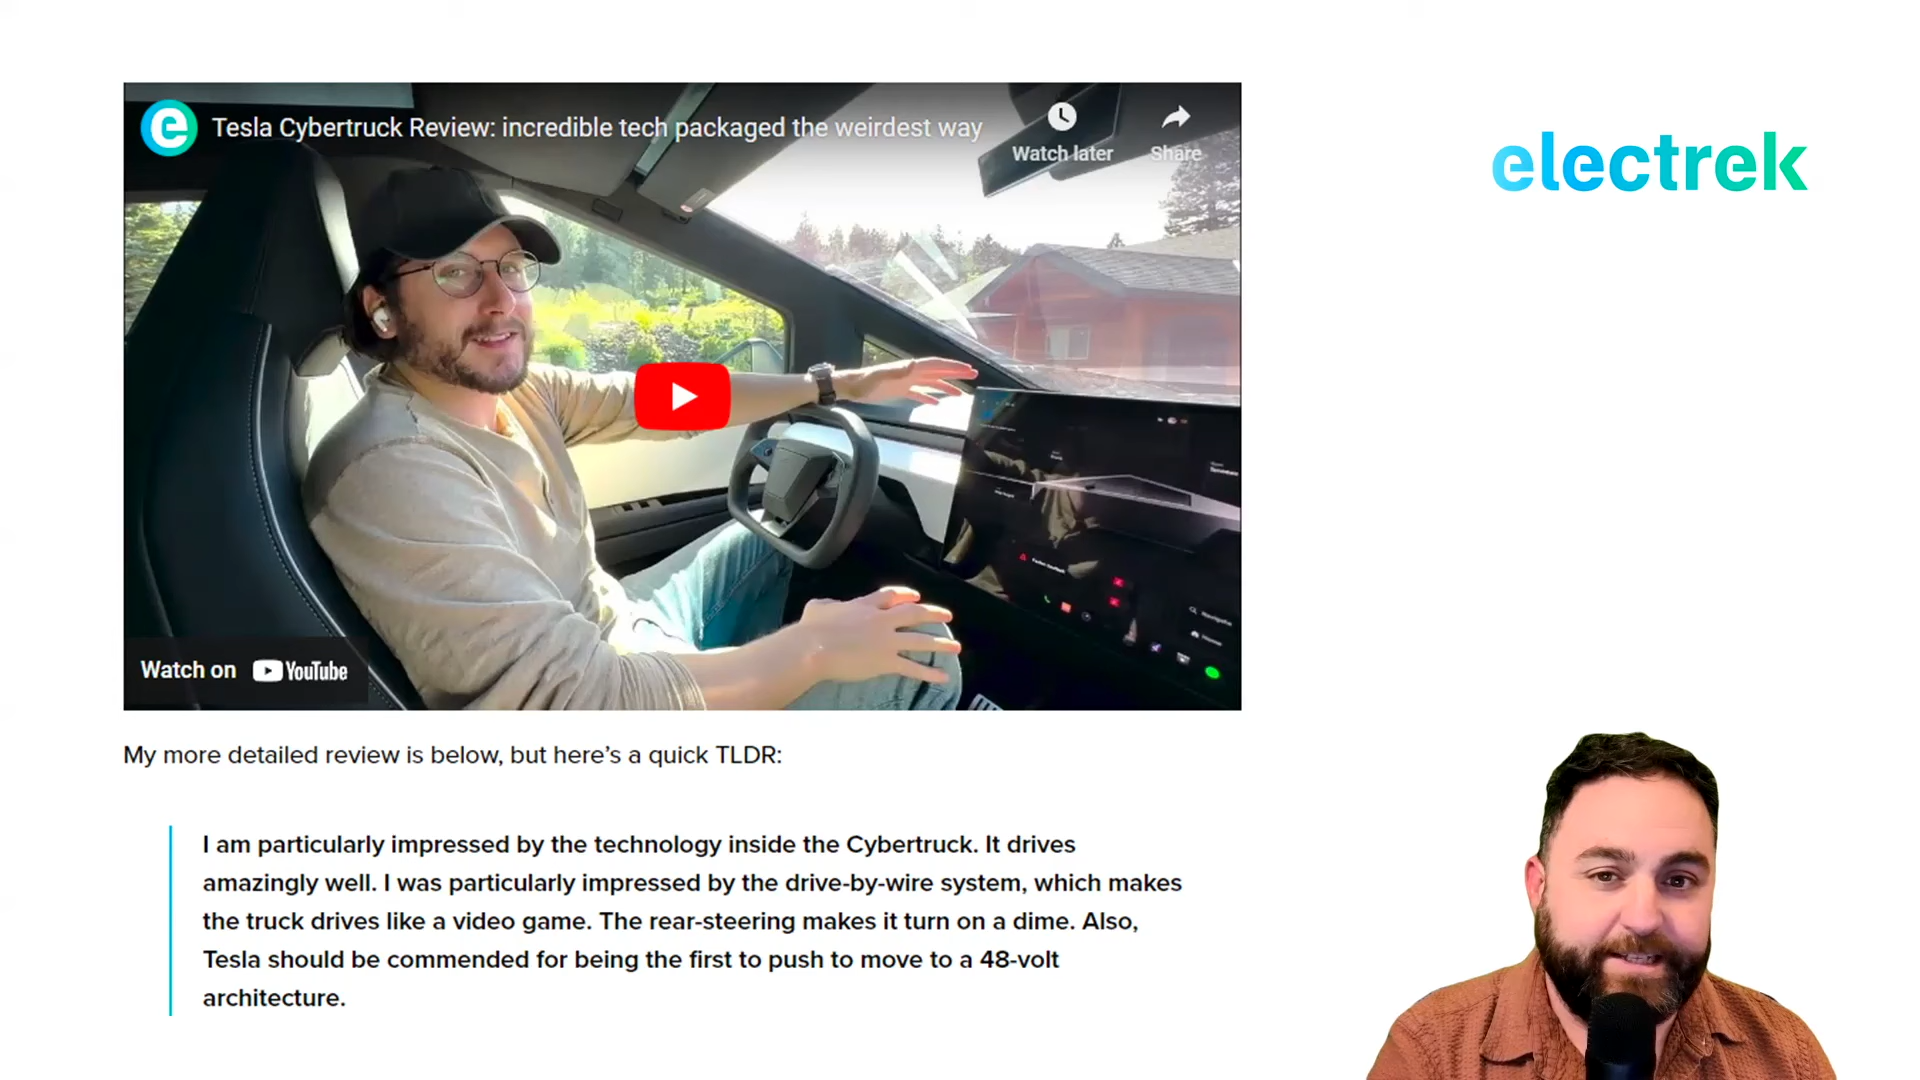 Tesla Cybertruck Review: incredible tech packaged the weirdest way
Watch later
Share
electrek
Watch on YouTube
My more detailed review is below, but here's a quick TLDR:
I am particularly impressed by the technology inside the Cybertruck. It drives
amazingly well. I was particularly impressed by the drive-by-wire system, which makes
the truck drives like a video game. The rear-steering makes it turn on a dime. Also,
Tesla should be commended for being the first to push to move to a 48-volt
architecture.